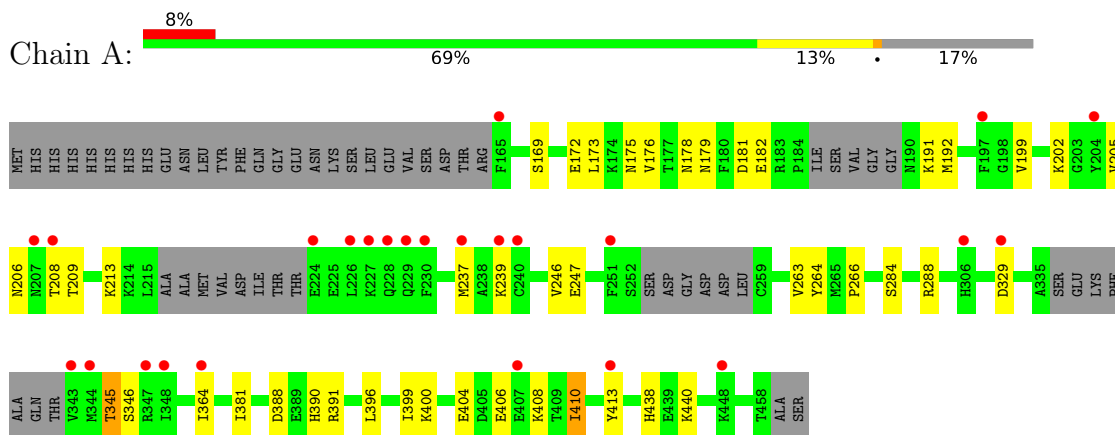 8%
Chain A:
69% 13% • 17%
MET HIS HIS HIS HIS HIS HIS HIS HIS GLU ASN LEU TYR PHE GLN GLY GLU ASN LYS SER LEU GLU VAL SER ASP THR ARG F165 S169 E172 L173 K174 N175 V176 T177 N178 N179 F180 D181 E182 R183 P184 ILE SER VAL GLY GLY N190 K191 M192 F197 G198 V199 K202 G203 Y204 V205
N206 N207 T208 T209 K213 K214 L215 ALA ALA MET VAL ASP ILE THR THR E224 E225 L226 K227 Q228 Q229 F230 M237 A238 K239 C240 V246 E247 F251 S252 SER ASP GLY ASP ASP LEU C259 V263 Y264 M265 P266 S284 R288 H306 D329 A335 SER GLU LYS PHE
ALA GLN THR V343 M344 T345 S346 R347 I348 I364 I381 D388 E389 H390 R391 L396 I399 K400 E404 D405 E406 E407 K408 T409 I410 Y413 H438 E439 K440 K448 T458 ALA SER